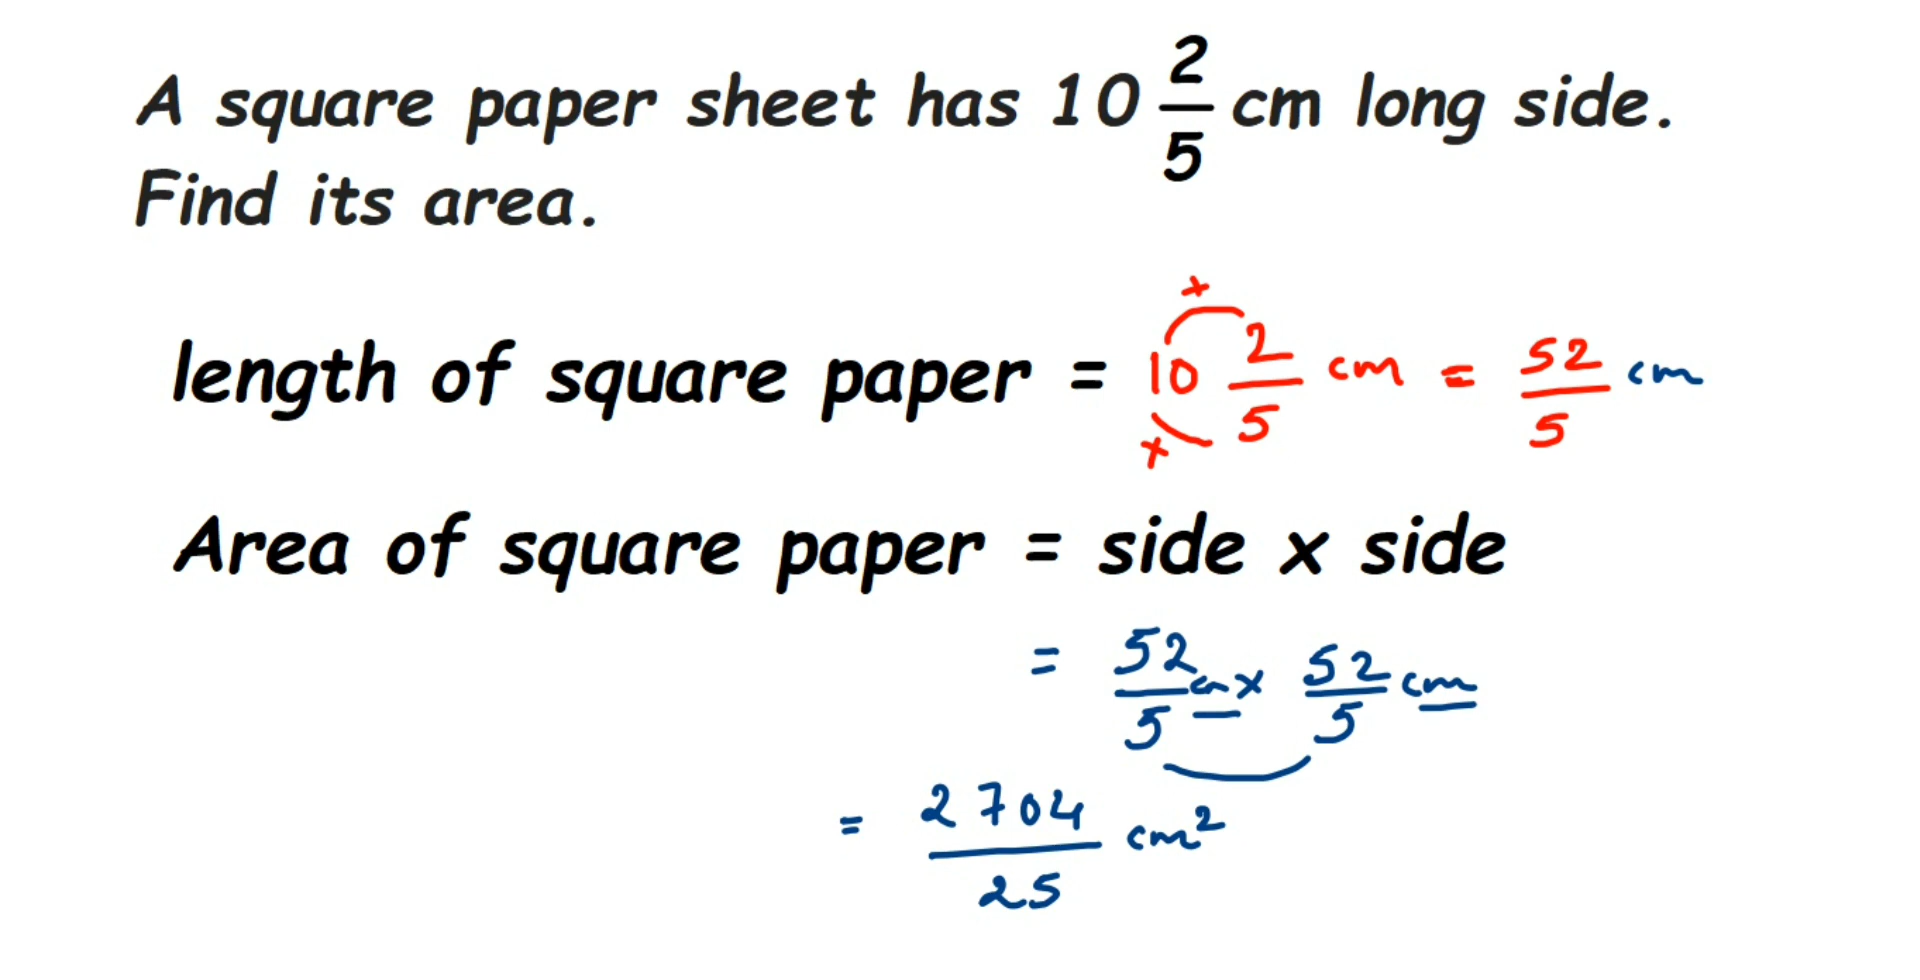 A square paper sheet has 10 2/5 cm long side.
Find its area.
length of square paper = 10 2/5 cm = 52/5 cm
+
x
Area of square paper = side x side
= 52/5 cm x 52/5 cm
= 2704/25 cm²